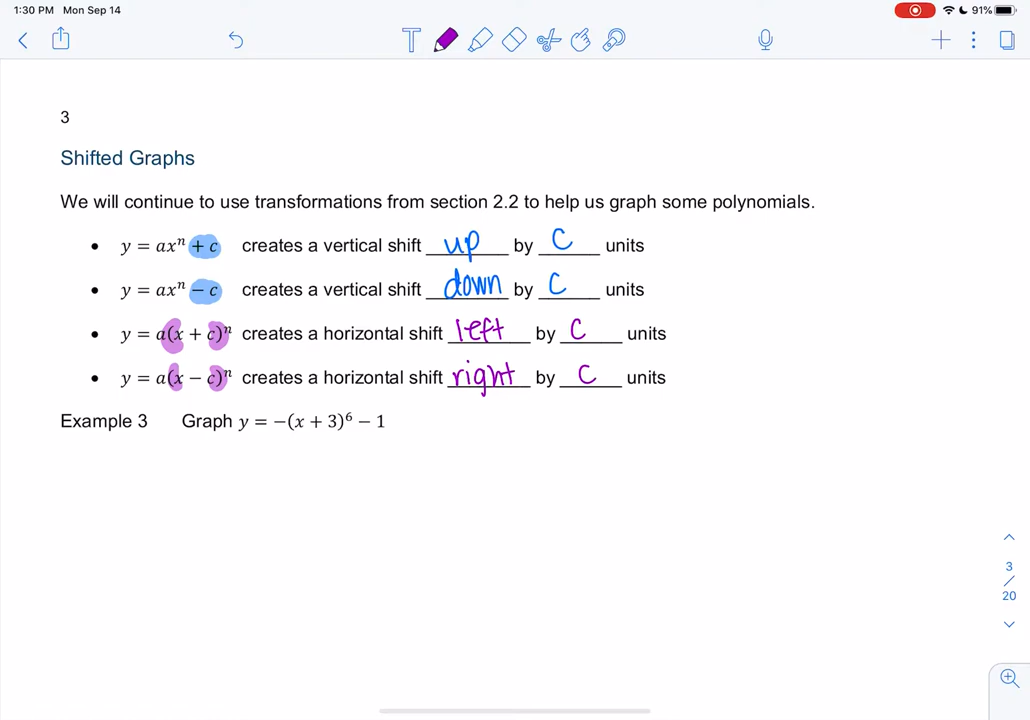 1:30 PM Mon Sep 14 91%
T
3
Shifted Graphs
We will continue to use transformations from section 2.2 to help us graph some polynomials.
• y = axⁿ + c creates a vertical shift up by c units
• y = axⁿ − c creates a vertical shift down by c units
• y = a(x + c)ⁿ creates a horizontal shift left by c units
• y = a(x − c)ⁿ creates a horizontal shift right by c units
Example 3 Graph y = −(x + 3)⁶ − 1
3
/
20